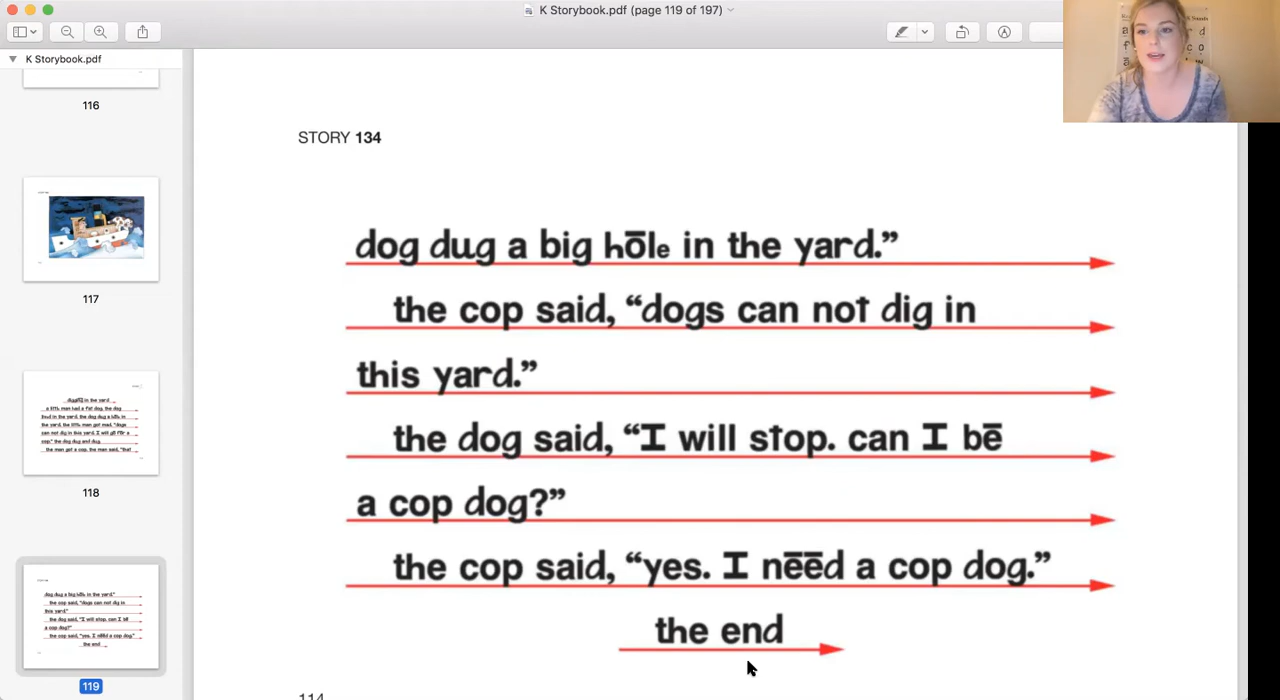 K Storybook.pdf (page 119 of 197)
K Storybook.pdf
116
117
118
119
STORY 134
dog dug a big hōle in the yard.”
the cop said, “dogs can not dig in
this yard.”
the dog said, “I will stop. can I bē
a cop dog?”
the cop said, “yes. I nēēd a cop dog.”
the end
114